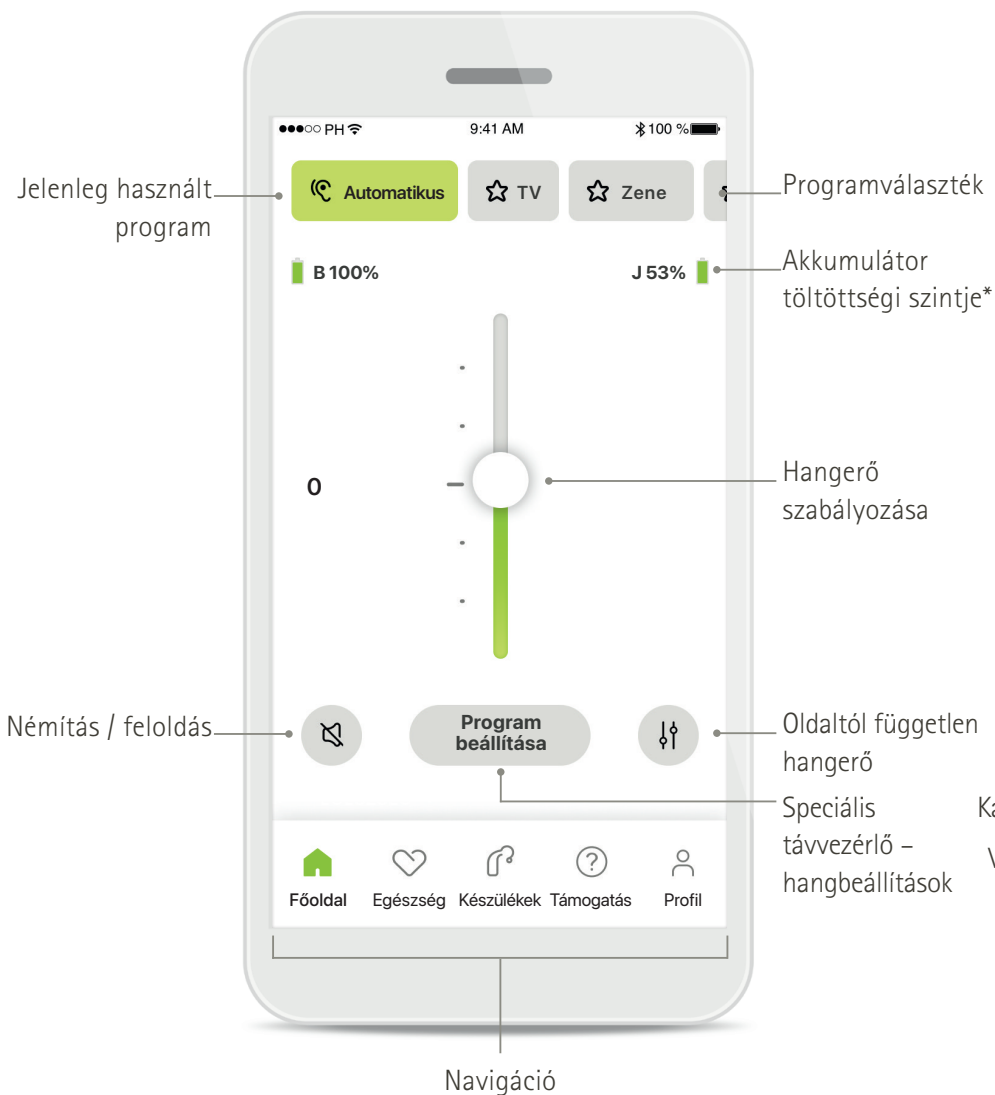 ●●●○○ PH 9:41 AM 100 %
Automatikus TV Zene
Jelenleg használt
program
Programválaszték
B 100% J 53%
Akkumulátor
töltöttségi szintje*
0
Hangerő
szabályozása
Némítás / feloldás
Program
beállítása
Oldaltól független
hangerő
Speciális
távvezérlő –
hangbeállítások
Főoldal Egészség Készülékek Támogatás Profil
Navigáció